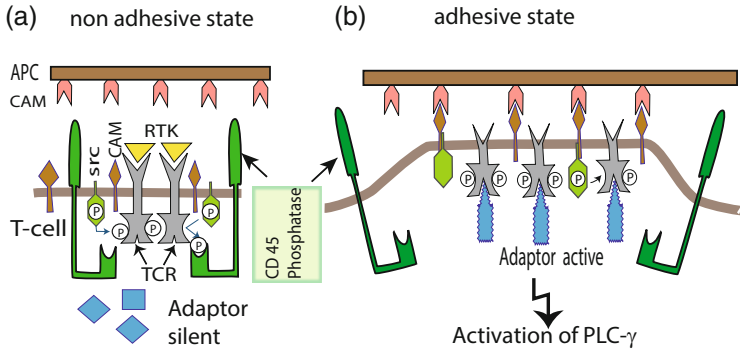 (a) non adhesive state
APC
CAM
src
CAM
RTK
P
P
P
P
P
T-cell
TCR
Adaptor
silent
CD 45
Phosphatase
(b) adhesive state
P
P
P
P
P
P
P
Adaptor active
Activation of PLC-γ